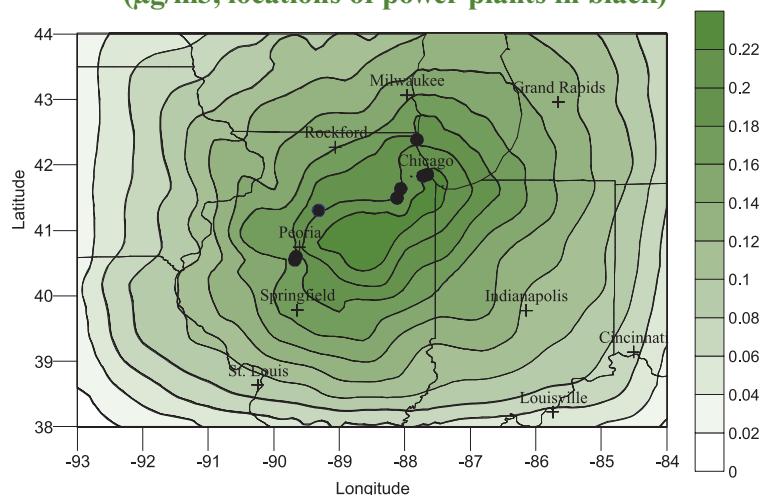 (µg/m3, locations of power plants in black)
44
43
42
41
40
39
38
Latitude
Milwaukee
Grand Rapids
Rockford
Chicago
Peoria
Springfield
Indianapolis
Cincinnati
St. Louis
Louisville
-93 -92 -91 -90 -89 -88 -87 -86 -85 -84
Longitude
0.22
0.2
0.18
0.16
0.14
0.12
0.1
0.08
0.06
0.04
0.02
0